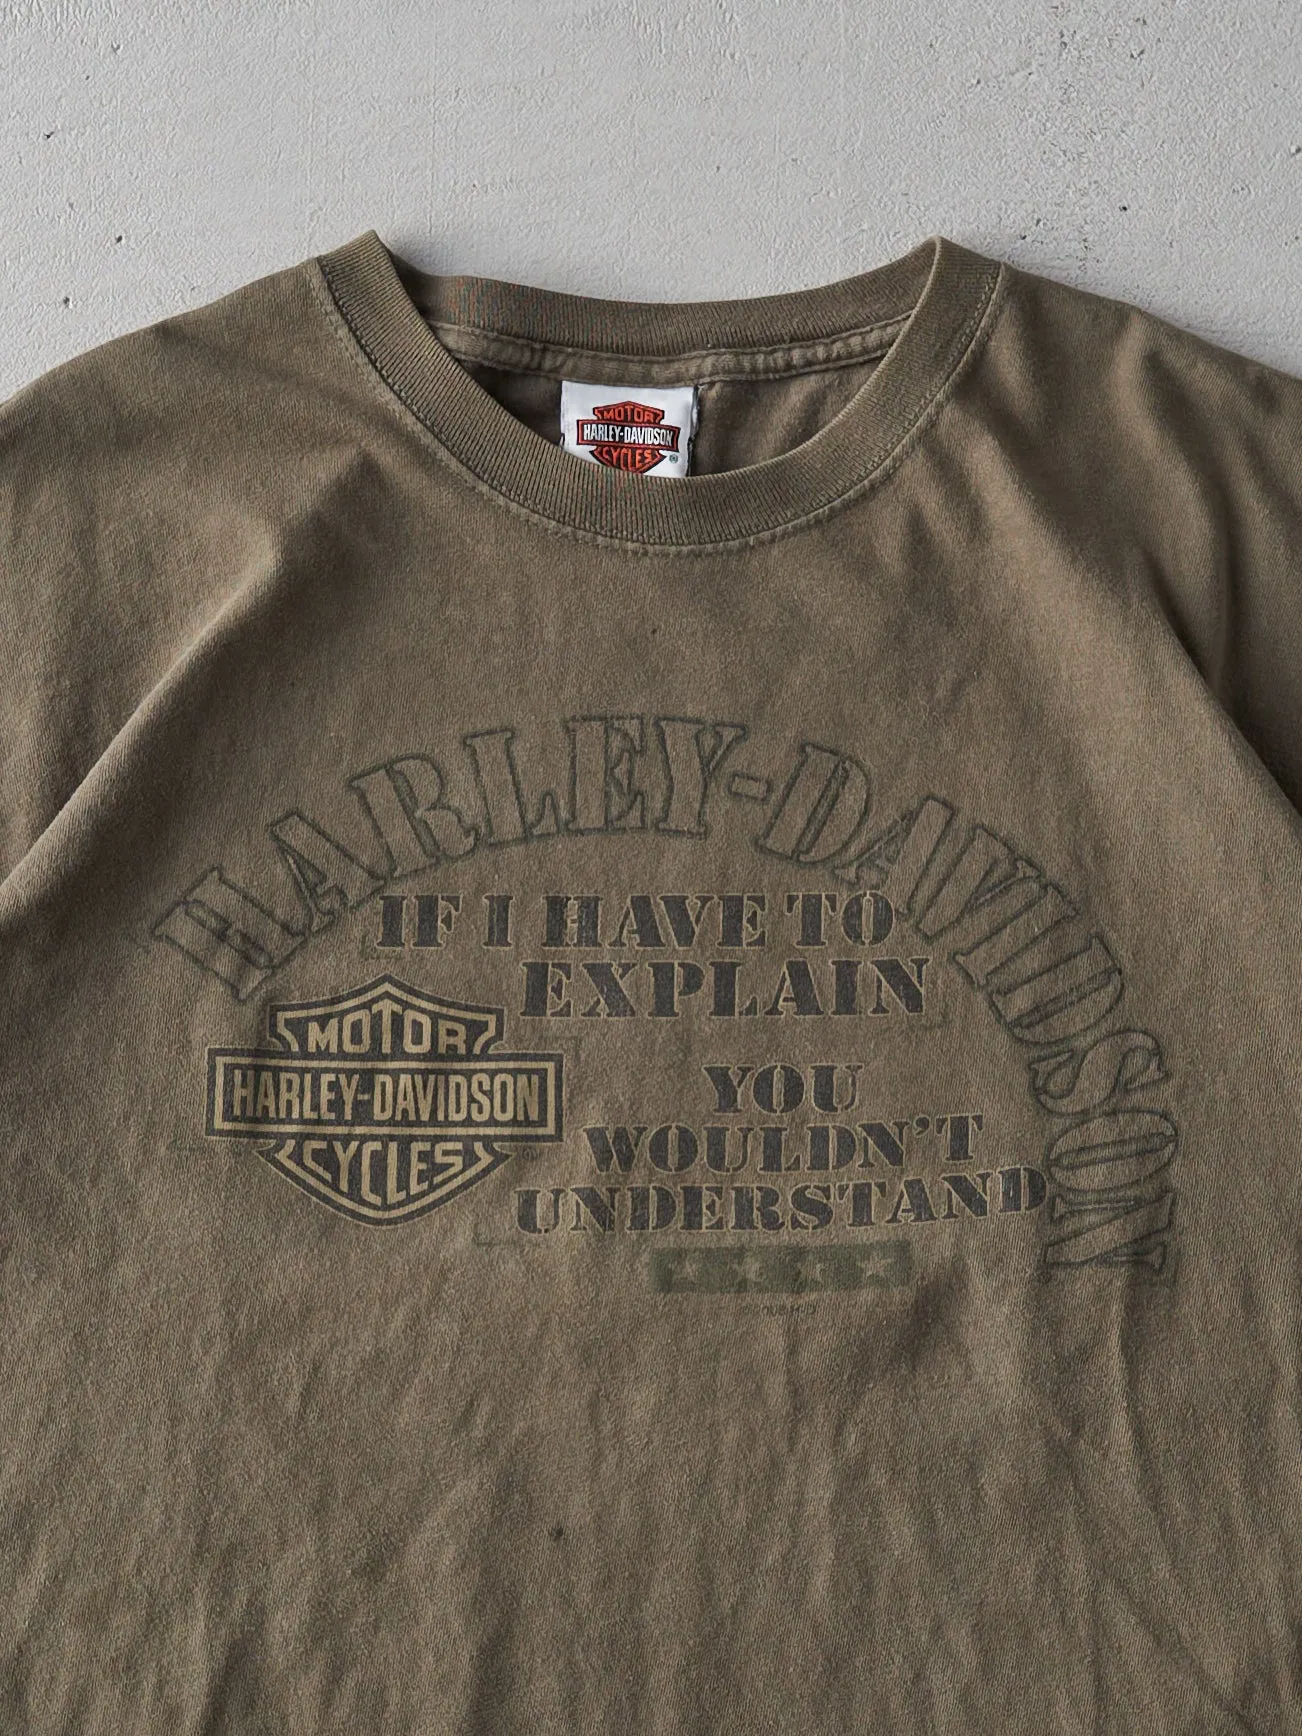 MOTOR
HARLEY-DAVIDSON
CYCLES
®
HARLEY-DAVIDSON
IF I HAVE TO
EXPLAIN
YOU
WOULDN'T
UNDERSTAND
MOTOR
HARLEY-DAVIDSON
CYCLES